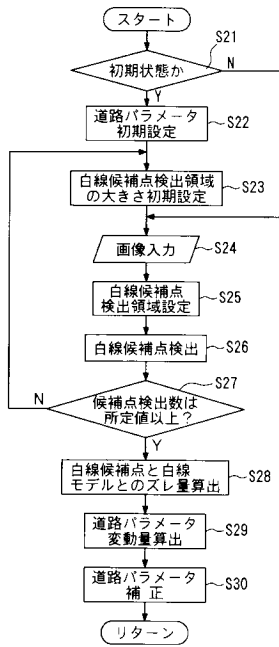 スタート
S21
初期状態か
N
Y
道路パラメータ
初期設定
S22
白線候補点検出領域
の大きさ初期設定
S23
画像入力
S24
白線候補点
検出領域設定
S25
白線候補点検出
S26
S27
N
候補点検出数は
所定値以上?
Y
白線候補点と白線
モデルとのズレ量算出
S28
道路パラメータ
変動量算出
S29
道路パラメータ
補正
S30
リターン